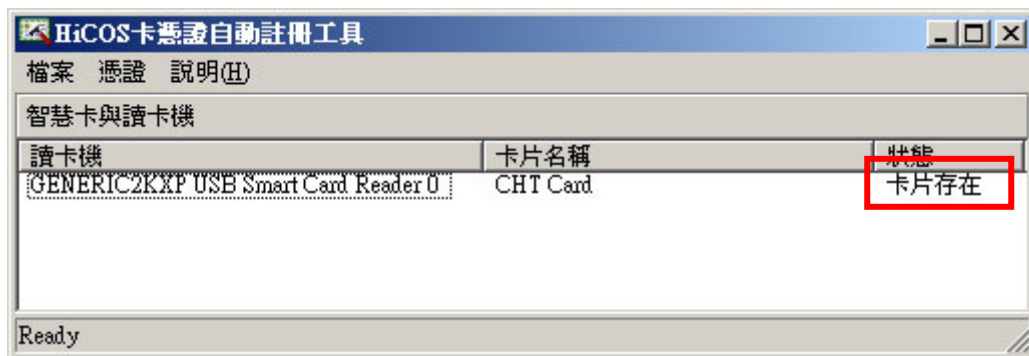 HiCOS卡憑證自動註冊工具
檔案 憑證 說明(H)
智慧卡與讀卡機
讀卡機 卡片名稱 狀態
GENERIC2KXP USB Smart Card Reader 0 CHT Card 卡片存在
Ready